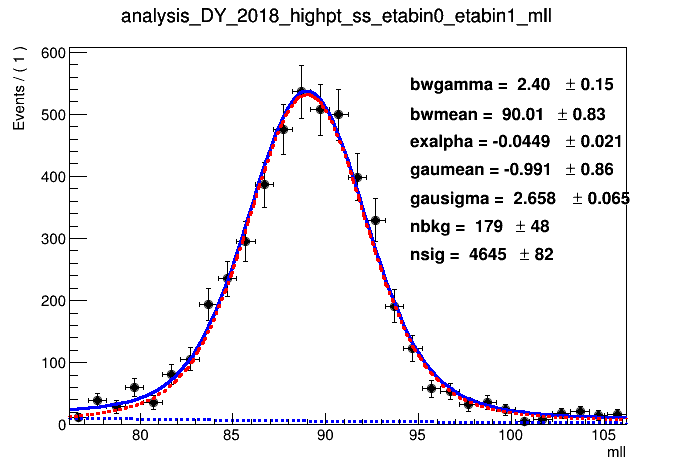 analysis_DY_2018_highpt_ss_etabin0_etabin1_mll
Events / ( 1 )
600
500
400
300
200
100
0
bwgamma = 2.40 ± 0.15
bwmean = 90.01 ± 0.83
exalpha = -0.0449 ± 0.021
gaumean = -0.991 ± 0.86
gausigma = 2.658 ± 0.065
nbkg = 179 ± 48
nsig = 4645 ± 82
80 85 90 95 100 105
mll